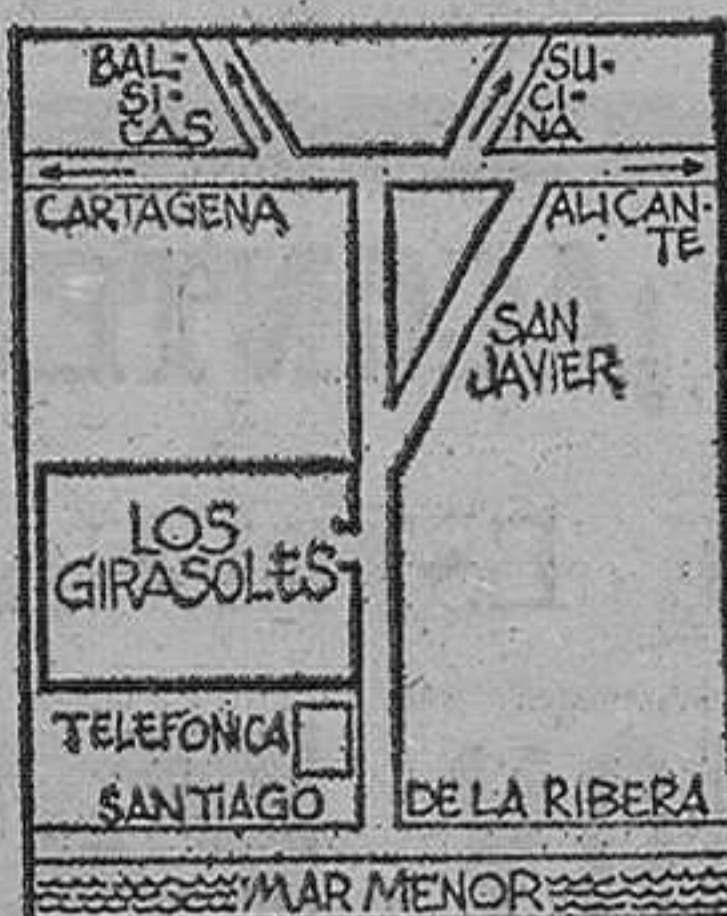 BAL-
SI-
CAS
SU-
CI-
NA
CARTAGENA
ALICAN-
TE
SAN
JAVIER
LOS
GIRASOLES
TELEFONICA
SANTIAGO DE LA RIBERA
MAR MENOR